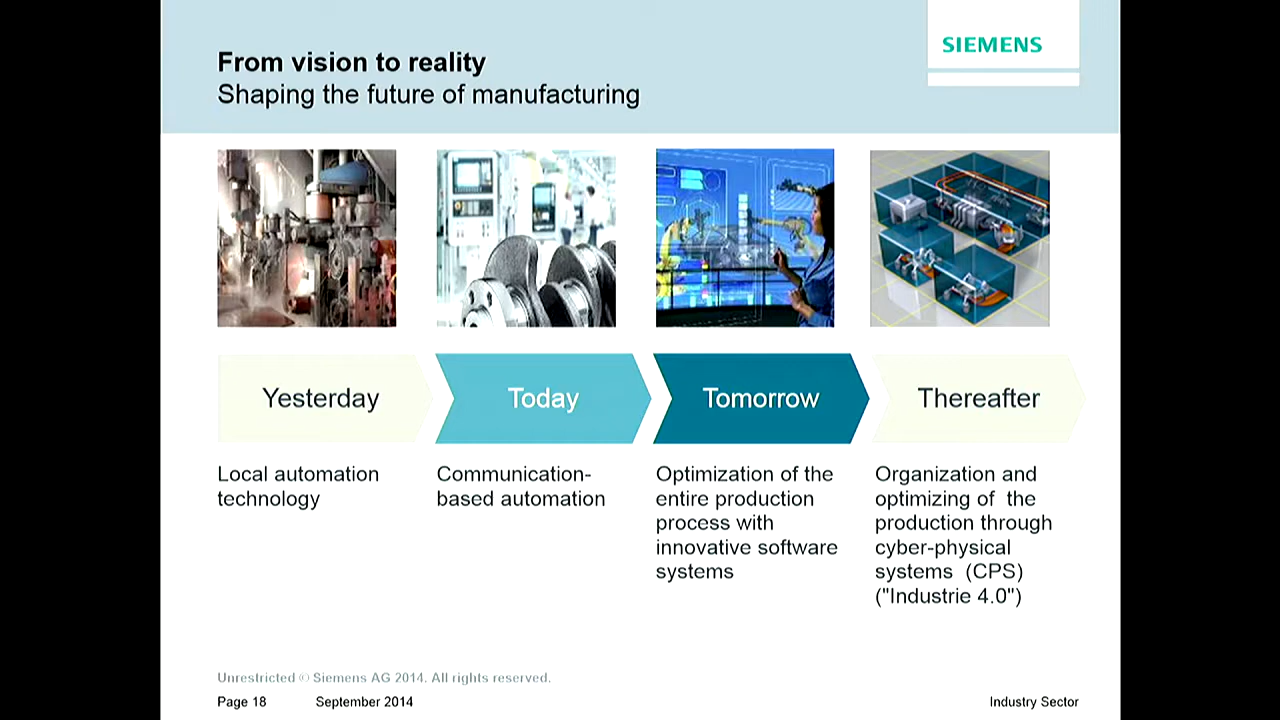 From vision to reality
Shaping the future of manufacturing
SIEMENS
Yesterday
Today
Tomorrow
Thereafter
Local automation
technology
Communication-
based automation
Optimization of the
entire production
process with
innovative software
systems
Organization and
optimizing of  the
production through
cyber-physical
systems  (CPS)
("Industrie 4.0")
Unrestricted © Siemens AG 2014. All rights reserved.
Page 18 September 2014 Industry Sector